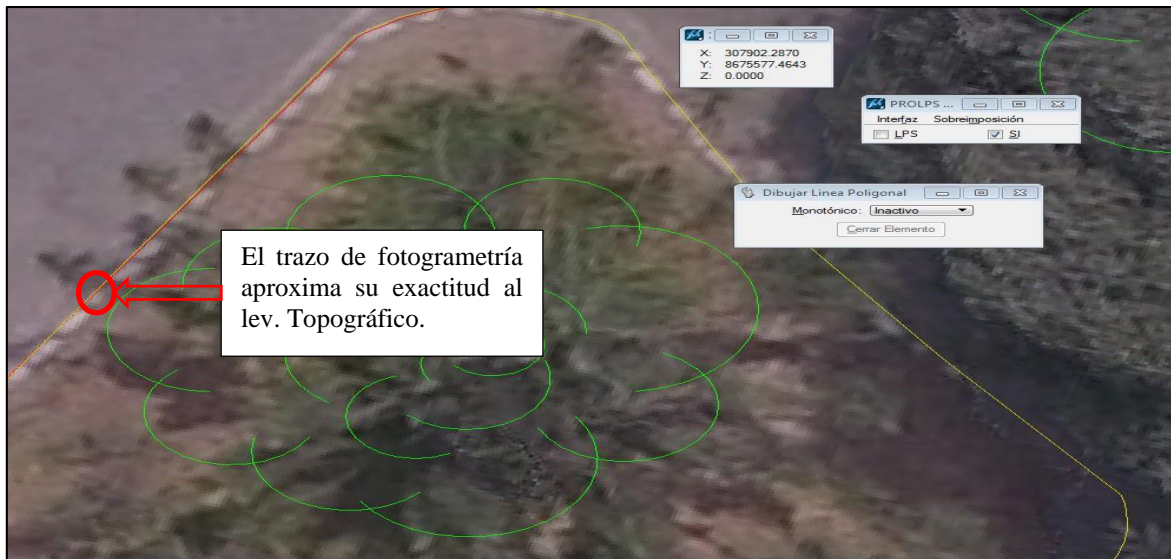 X: 307902.2870
Y: 8675577.4643
Z: 0.0000
PROLPS ...
Interfaz Sobreimposición
LPS SI
Dibujar Linea Poligonal
Monotónico: Inactivo
Cerrar Elemento
El trazo de fotogrametría
aproxima su exactitud al
lev. Topográfico.